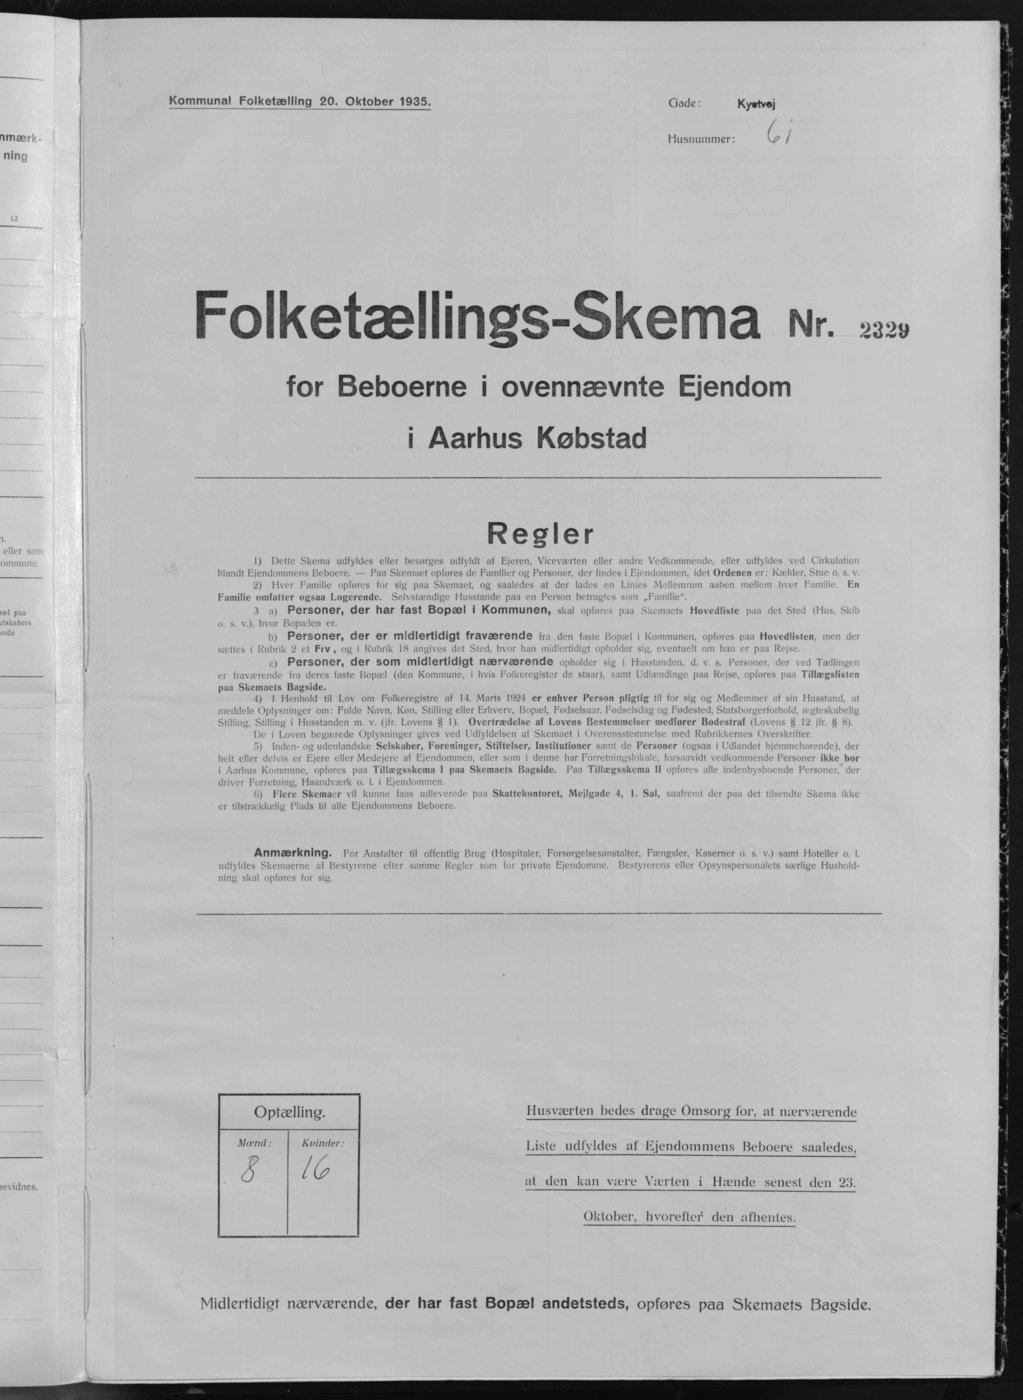 nmærk-
ning
12
n.
eller som
ommune.
æl paa
elskabers
ende
evidnes.
Kommunal Folketælling 20. Oktober 1935.
Gade: Kystvej
Husnummer: 61
Folketællings-Skema Nr. 2329
for Beboerne i ovennævnte Ejendom
i Aarhus Købstad
Regler
1) Dette Skema udfyldes eller besørges udfyldt af Ejeren, Viceværten eller andre Vedkommende, eller udfyldes ved Cirkulation
blandt Ejendommens Beboere. — Paa Skemaet opføres de Familier og Personer, der findes i Ejendommen, idet Ordenen er: Kælder, Stue o. s. v.
2) Hver Familie opføres for sig paa Skemaet, og saaledes at der lades en Linies Mellemrum aaben mellem hver Familie. En
Familie omfatter ogsaa Logerende. Selvstændige Husstande paa en Person betragtes som „Familie".
3 a) Personer, der har fast Bopæl i Kommunen, skal opføres paa Skemaets Hovedliste paa det Sted (Hus, Skib
o. s. v.), hvor Bopælen er.
b) Personer, der er midlertidigt fraværende fra den faste Bopæl i Kommunen, opføres paa Hovedlisten, men der
sættes i Rubrik 2 et Frv., og i Rubrik 18 angives det Sted, hvor han midlertidigt opholder sig, eventuelt om han er paa Rejse.
c) Personer, der som midlertidigt nærværende opholder sig i Husstanden, d. v. s. Personer, der ved Tællingen
er fraværende fra deres faste Bopæl (den Kommune, i hvis Folkeregister de staar), samt Udlændinge paa Rejse, opføres paa Tillægslisten
paa Skemaets Bagside.
4) I Henhold til Lov om Folkeregistre af 14. Marts 1924 er enhver Person pligtig til for sig og Medlemmer af sin Husstand, at
meddele Oplysninger om: Fulde Navn, Køn, Stilling eller Erhverv, Bopæl, Fødselsaar, Fødselsdag og Fødested, Statsborgerforhold, ægteskabelig
Stilling, Stilling i Husstanden m. v. (jfr. Lovens § 1). Overtrædelse af Lovens Bestemmelser medfører Bødestraf (Lovens § 12 jfr. § 8).
De i Loven begærede Oplysninger gives ved Udfyldelsen af Skemaet i Overensstemmelse med Rubrikkernes Overskrifter.
5) Inden- og udenlandske Selskaber, Foreninger, Stiftelser, Institutioner samt de Personer (ogsaa i Udlandet hjemmehørende), der
helt eller delvis er Ejere eller Medejere af Ejendommen, eller som i denne har Forretningslokale, forsaavidt vedkommende Personer ikke bor
i Aarhus Kommune, opføres paa Tillægsskema I paa Skemaets Bagside. Paa Tillægsskema II opføres alle indenbysboende Personer, der
driver Forretning, Haandværk o. l. i Ejendommen.
6) Flere Skemaer vil kunne faas udleverede paa Skattekontoret, Mejlgade 4, 1. Sal, saafremt der paa det tilsendte Skema ikke
er tilstrækkelig Plads til alle Ejendommens Beboere.
Anmærkning. For Anstalter til offentlig Brug (Hospitaler, Forsørgelsesanstalter, Fængsler, Kaserner o. s. v.) samt Hoteller o. l.
udfyldes Skemaerne af Bestyrerne efter samme Regler som for private Ejendomme. Bestyrerens eller Opsynspersonalets særlige Hushold-
ning skal opføres for sig.
Optælling.
Mænd: Kvinder:
8 16
Husværten bedes drage Omsorg for, at nærværende
Liste udfyldes af Ejendommens Beboere saaledes,
at den kan være Værten i Hænde senest den 23.
Oktober, hvorefter den afhentes.
Midlertidigt nærværende, der har fast Bopæl andetsteds, opføres paa Skemaets Bagside.